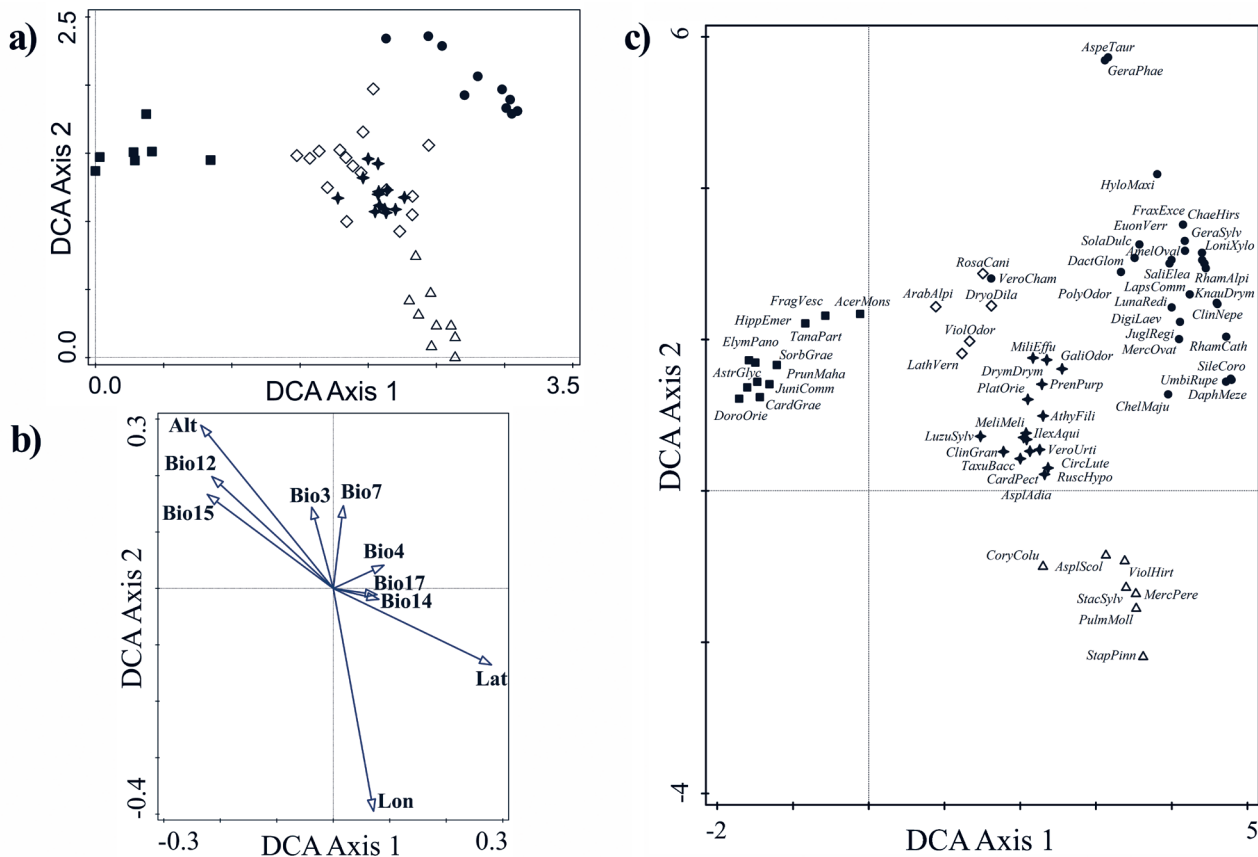 a)
2.5
DCA Axis 2
0.0
0.0
DCA Axis 1
3.5
b)
0.3
Alt
Bio12
Bio15
Bio3
Bio7
Bio4
Bio17
Bio14
Lat
Lon
DCA Axis 2
-0.4
-0.3
DCA Axis 1
0.3
c)
6
AspeTaur
GeraPhae
HyloMaxi
FraxExce
ChaeHirs
EuonVerr
GeraSylv
SolaDulc
AmelOval
LoniXylo
DactGlom
SaliElea
RhamAlpi
RosaCani
VeroCham
PolyOdor
LapsComm
KnauDrym
ArabAlpi
DryoDila
LunaRedi
ClinNepe
FragVesc
AcerMons
DigiLaev
HippEmer
TanaPart
ViolOdor
JuglRegi
RhamCath
MercOvat
ElymPano
SorbGrae
LathVern
MiliEffu
GaliOdor
SileCoro
AstrGlyc
PrunMaha
DrymDrym
UmbiRupe
JuniComm
PlatOrie
PrenPurp
DaphMeze
DoroOrie
CardGrae
ChelMaju
MeliMeli
AthyFili
LuzuSylv
IlexAqui
ClinGran
VeroUrti
TaxuBacc
CircLute
CardPect
RuscHypo
AsplAdia
CoryColu
AsplScol
ViolHirt
StacSylv
MercPere
PulmMoll
StapPinn
DCA Axis 2
-4
-2
DCA Axis 1
5